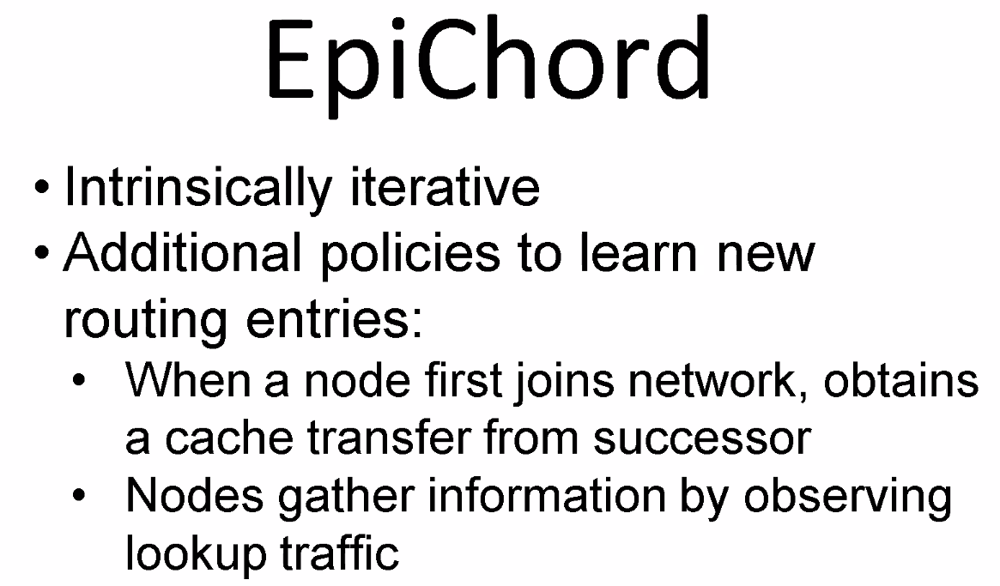 EpiChord
• Intrinsically iterative
• Additional policies to learn new
routing entries:
• When a node first joins network, obtains
a cache transfer from successor
• Nodes gather information by observing
lookup traffic